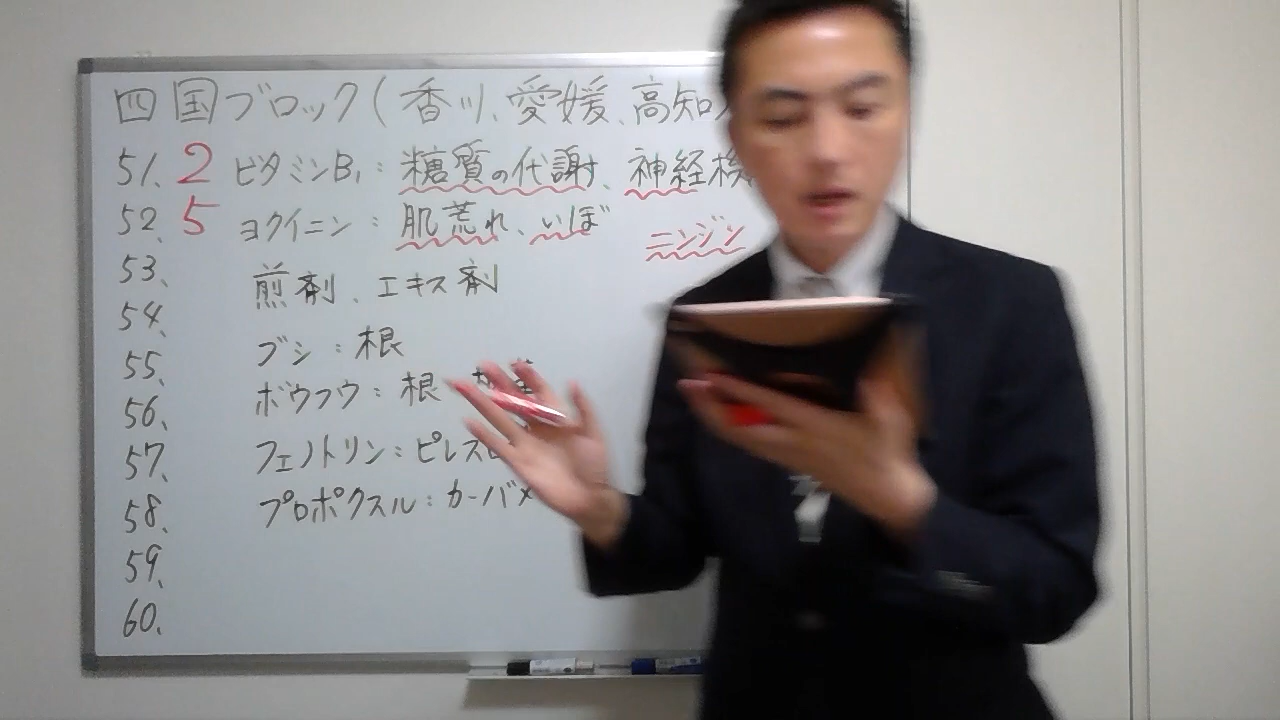 四国ブロック(香川、愛媛、高知
51. 2 ビタミンB1:糖質の代謝、神経機
52. 5 ヨクイニン:肌荒れ、いぼ ニンジン
53. 煎剤、エキス剤
54.
55. ブシ:根
56. ボウフウ:根
57. フェノトリン:ピレス
58. プロポクスル:カーバメ
59.
60.